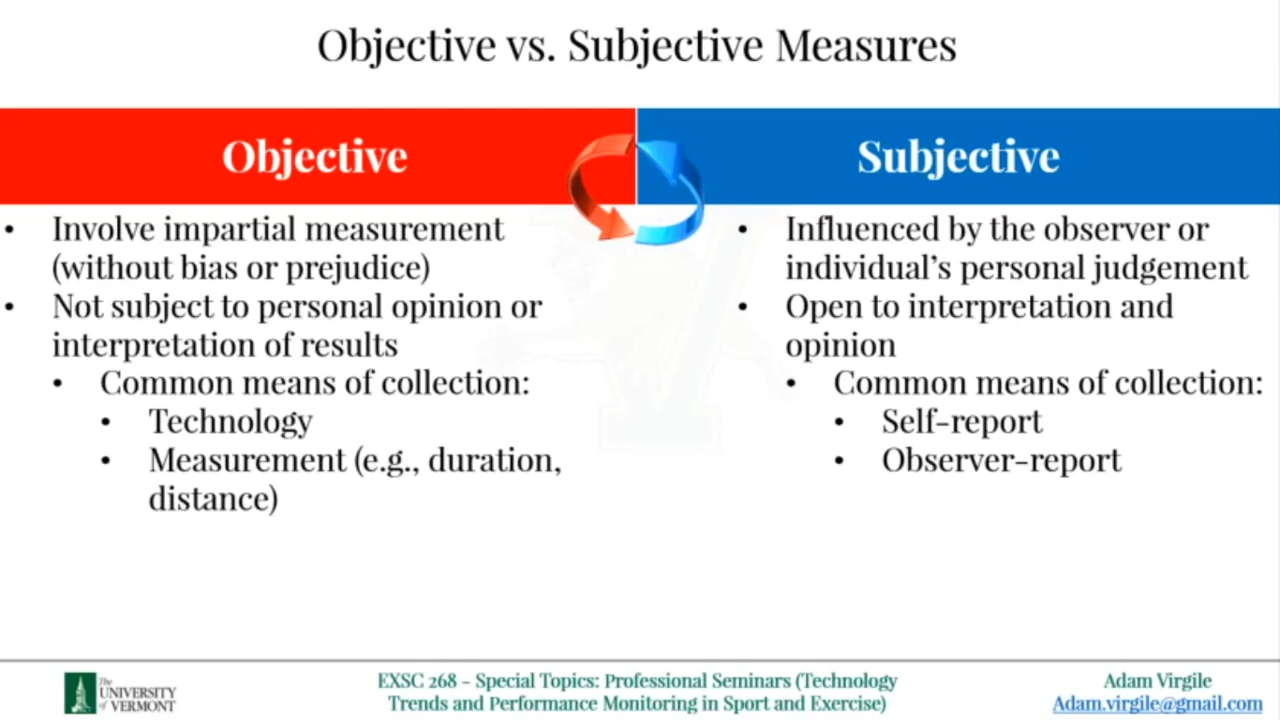 Objective vs. Subjective Measures
Objective
• Involve impartial measurement
(without bias or prejudice)
• Not subject to personal opinion or
interpretation of results
• Common means of collection:
• Technology
• Measurement (e.g., duration,
distance)
Subjective
• Influenced by the observer or
individual’s personal judgement
• Open to interpretation and
opinion
• Common means of collection:
• Self-report
• Observer-report
The
UNIVERSITY
of VERMONT
EXSC 268 – Special Topics: Professional Seminars (Technology
Trends and Performance Monitoring in Sport and Exercise)
Adam Virgile
Adam.virgile@gmail.com